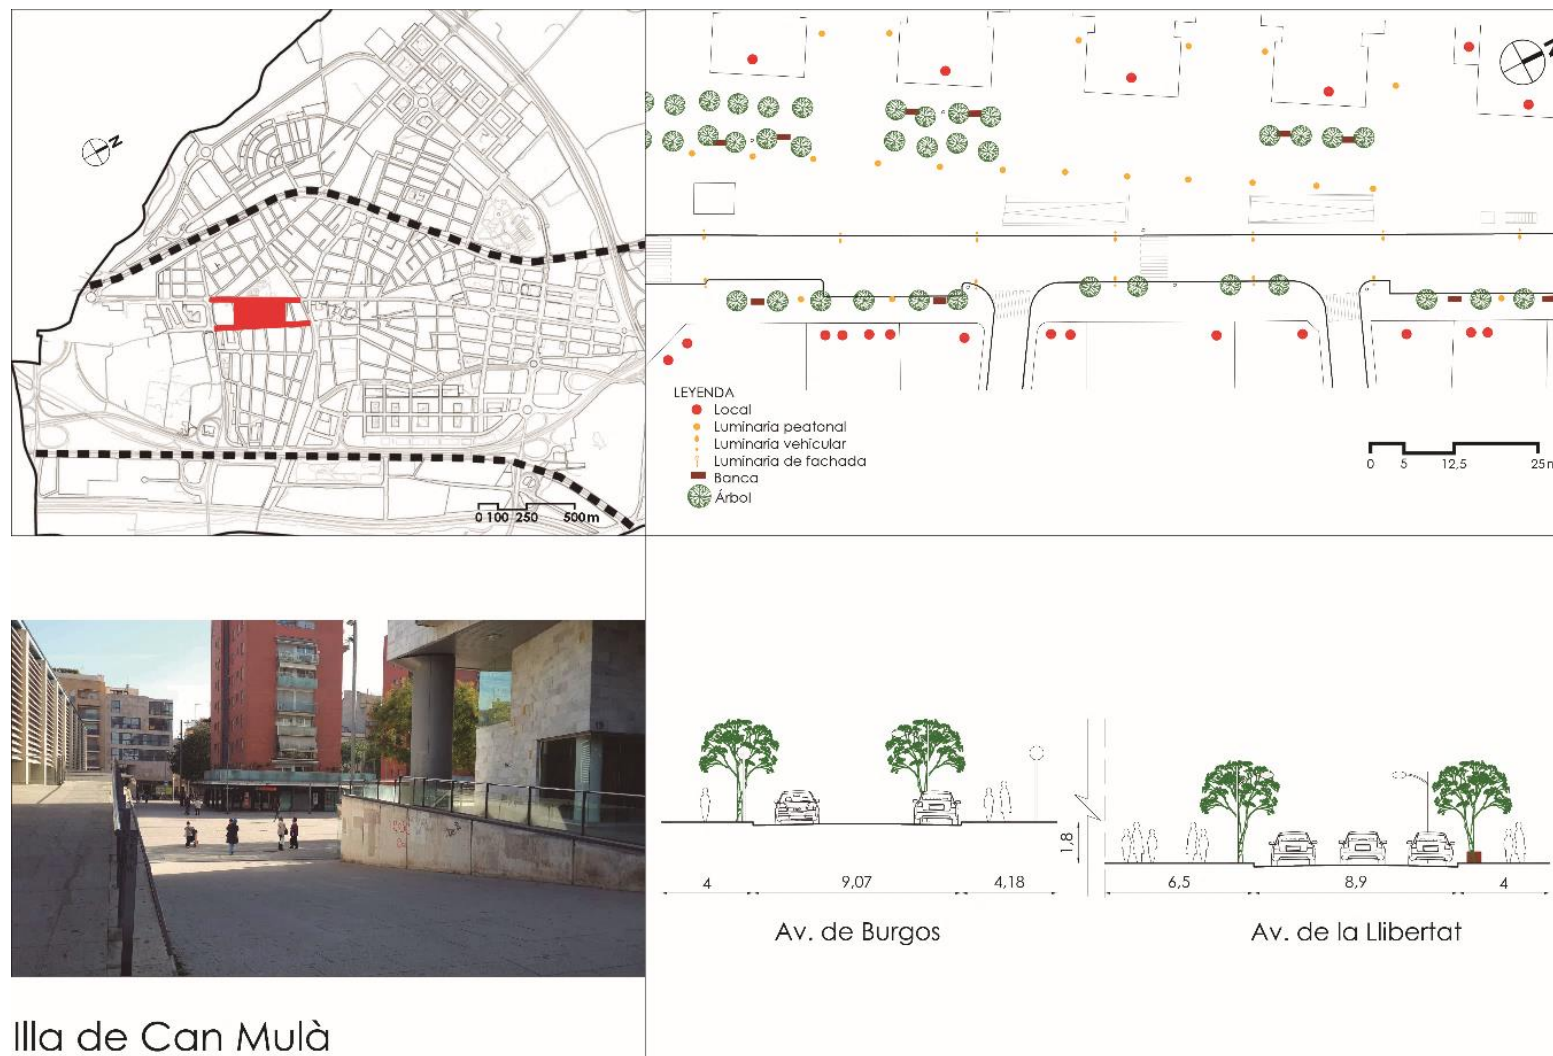 N
0 100 250 500m
N
LEYENDA
Local
Luminaria peatonal
Luminaria vehicular
Luminaria de fachada
Banca
Árbol
0 5 12,5 25m
1,8
4 9,07 4,18
6,5 8,9 4
Av. de Burgos
Av. de la Llibertat
Illa de Can Mulà